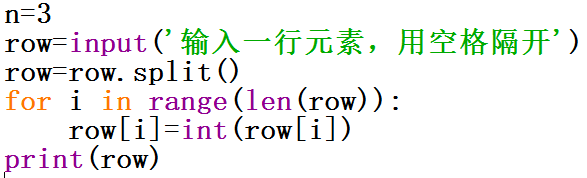 n=3
row=input('输入一行元素，用空格隔开')
row=row.split()
for i in range(len(row)):
    row[i]=int(row[i])
print(row)